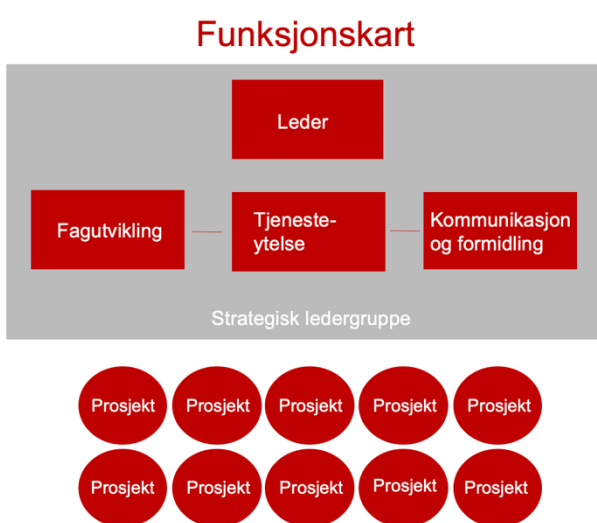 Funksjonskart
Leder
Fagutvikling
Tjeneste-
ytelse
Kommunikasjon
og formidling
Strategisk ledergruppe
Prosjekt Prosjekt Prosjekt Prosjekt Prosjekt
Prosjekt Prosjekt Prosjekt Prosjekt Prosjekt